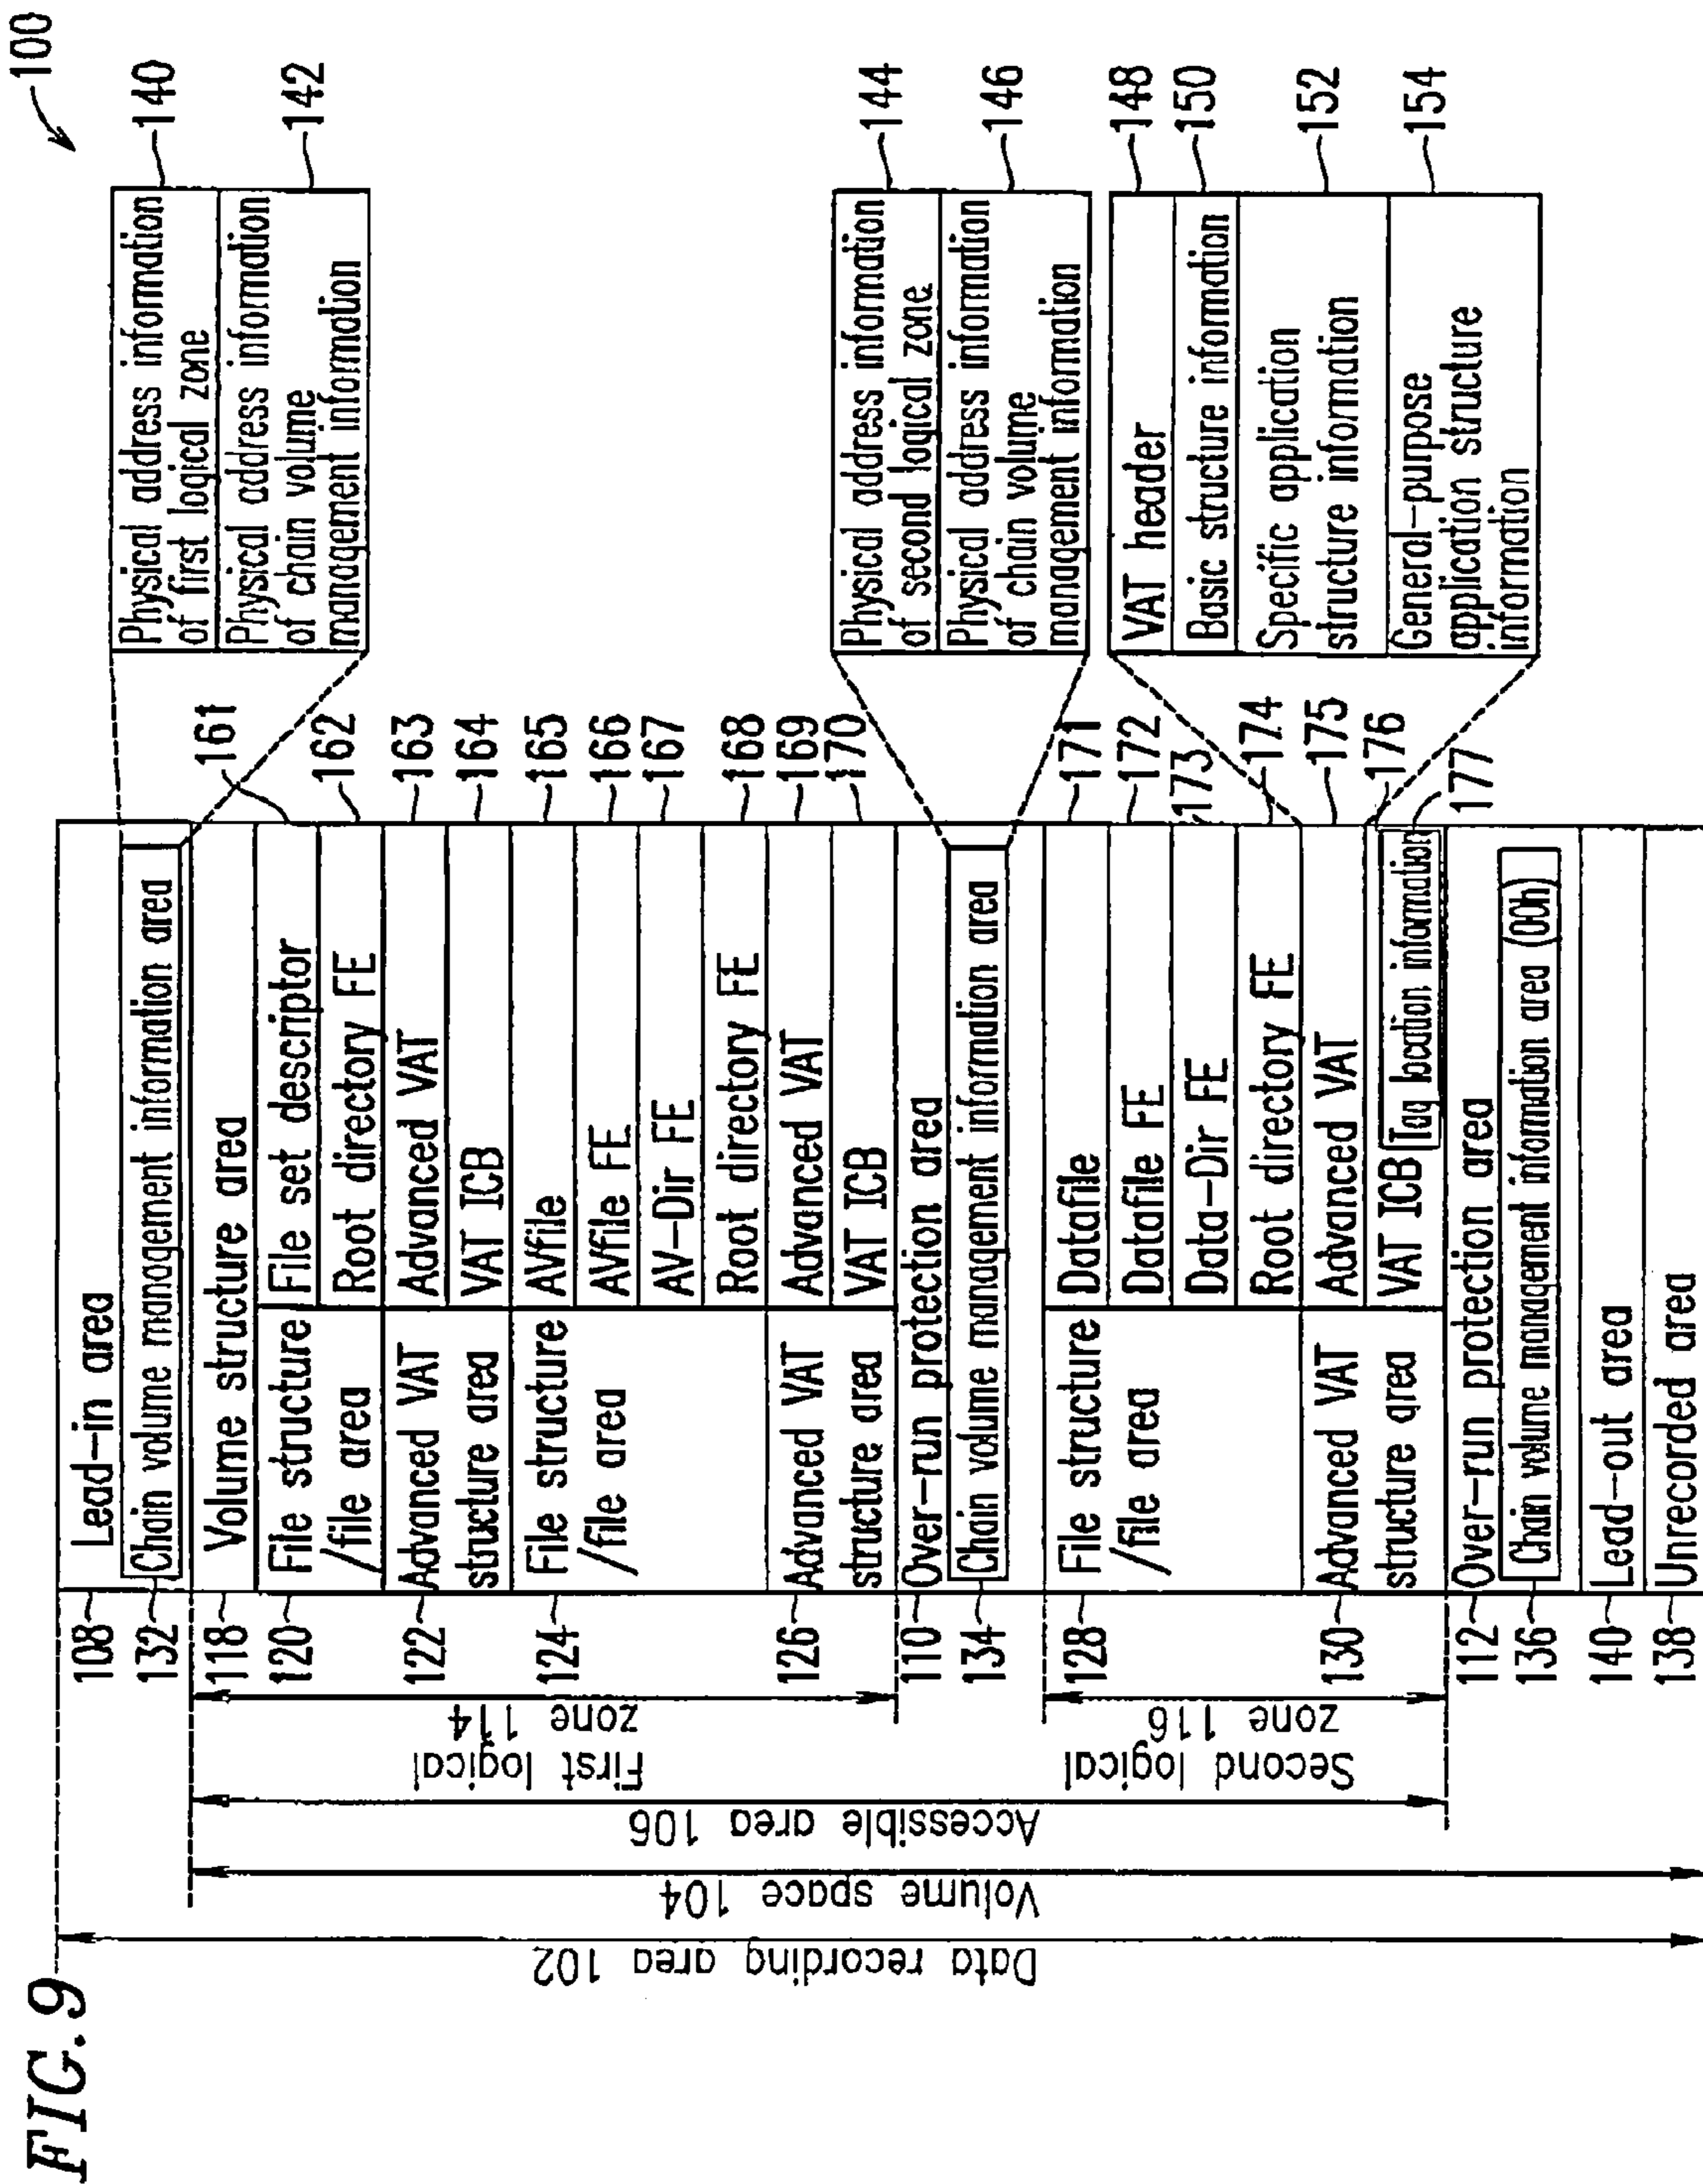 FIG.9
100
Data recording area 102
Volume space 104
Accessible area 106
First logical
zone 114
Second logical
zone 116
108
132
118
120
122
124
126
110
134
128
130
112
136
140
138
Lead-in area
Chain volume management information area
Volume structure area
File structure
/file area
File set descriptor
161
Root directory FE
162
Advanced VAT
structure area
Advanced VAT
163
VAT ICB
164
File structure
/file area
AVfile
165
AVfile FE
166
AV-Dir FE
167
Root directory FE
168
Advanced VAT
structure area
Advanced VAT
169
VAT ICB
170
Over-run protection area
Chain volume management information area
File structure
/file area
Datafile
171
Datafile FE
172
Data-Dir FE
173
Root directory FE
174
Advanced VAT
structure area
Advanced VAT
175
VAT ICB
176
Tag location information
177
Over-run protection area
Chain volume management information area (00h)
Lead-out area
Unrecorded area
Physical address information
of first logical zone
140
Physical address information
of chain volume
management information
142
Physical address information
of second logical zone
144
Physical address information
of chain volume
management information
146
VAT header
148
Basic structure information
150
Specific application
structure information
152
General-purpose
application structure
information
154